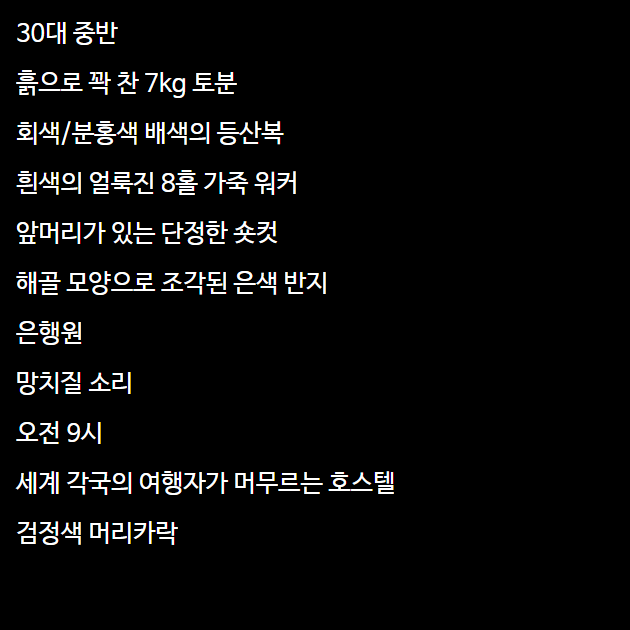 30대 중반
흙으로 꽉 찬 7kg 토분
회색/분홍색 배색의 등산복
흰색의 얼룩진 8홀 가죽 워커
앞머리가 있는 단정한 숏컷
해골 모양으로 조각된 은색 반지
은행원
망치질 소리
오전 9시
세계 각국의 여행자가 머무르는 호스텔
검정색 머리카락